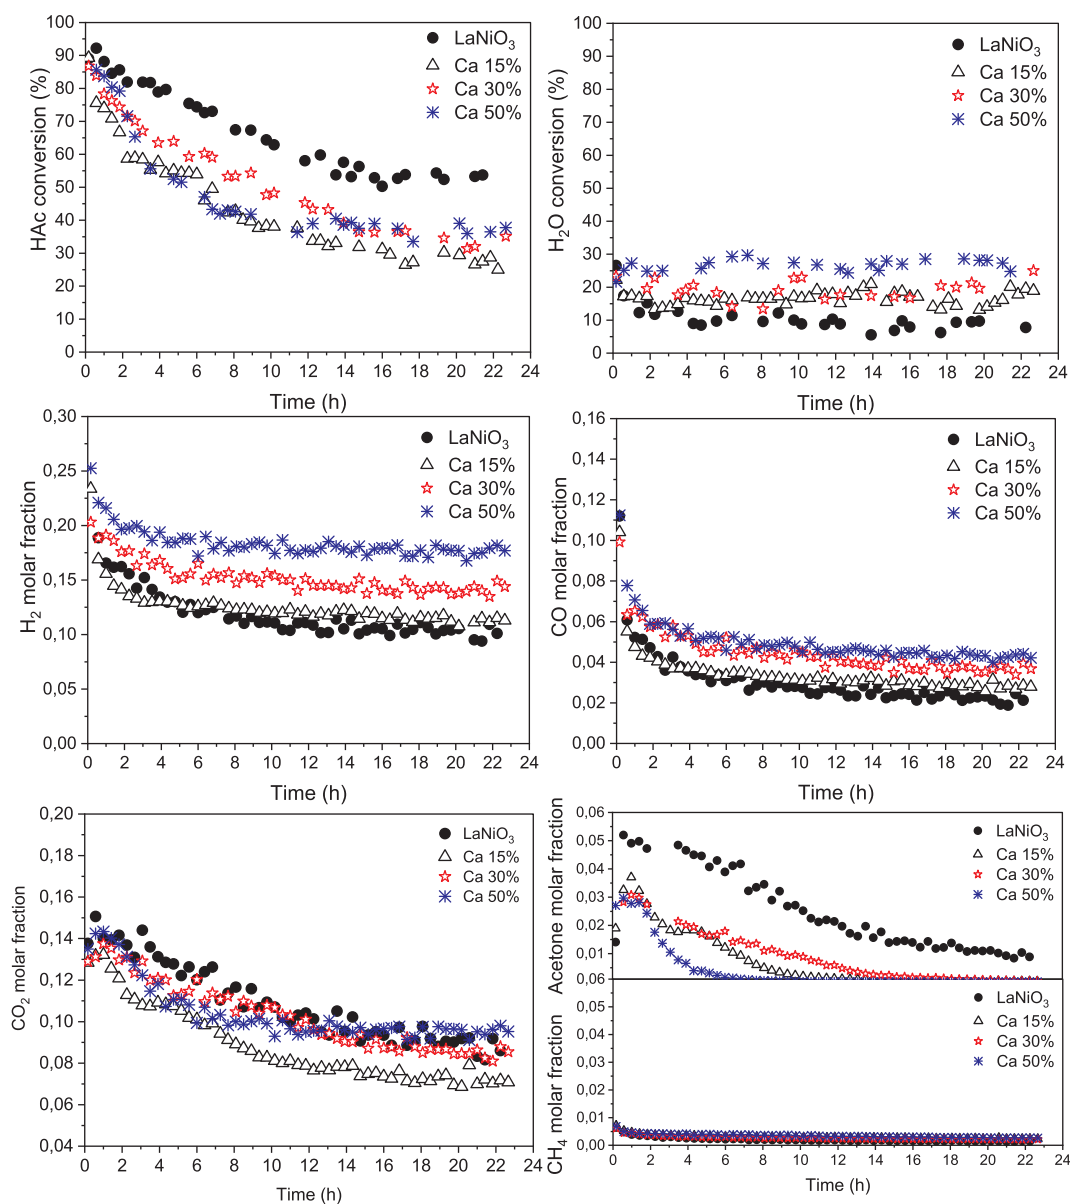 HAc conversion (%)
100
90
80
70
60
50
40
30
20
10
0
0 2 4 6 8 10 12 14 16 18 20 22 24
Time (h)
LaNiO₃
Ca 15%
Ca 30%
Ca 50%
H₂O conversion (%)
100
90
80
70
60
50
40
30
20
10
0
0 2 4 6 8 10 12 14 16 18 20 22 24
Time (h)
LaNiO₃
Ca 15%
Ca 30%
Ca 50%
H₂ molar fraction
0,30
0,25
0,20
0,15
0,10
0,05
0,00
0 2 4 6 8 10 12 14 16 18 20 22 24
Time (h)
LaNiO₃
Ca 15%
Ca 30%
Ca 50%
CO molar fraction
0,16
0,14
0,12
0,10
0,08
0,06
0,04
0,02
0,00
0 2 4 6 8 10 12 14 16 18 20 22 24
Time (h)
LaNiO₃
Ca 15%
Ca 30%
Ca 50%
CO₂ molar fraction
0,20
0,18
0,16
0,14
0,12
0,10
0,08
0,06
0,04
0 2 4 6 8 10 12 14 16 18 20 22 24
Time (h)
LaNiO₃
Ca 15%
Ca 30%
Ca 50%
Acetone molar fraction
0,06
0,05
0,04
0,03
0,02
0,01
LaNiO₃
Ca 15%
Ca 30%
Ca 50%
CH₄ molar fraction
0,06
0,05
0,04
0,03
0,02
0,01
0,00
0 2 4 6 8 10 12 14 16 18 20 22 24
Time (h)
LaNiO₃
Ca 15%
Ca 30%
Ca 50%